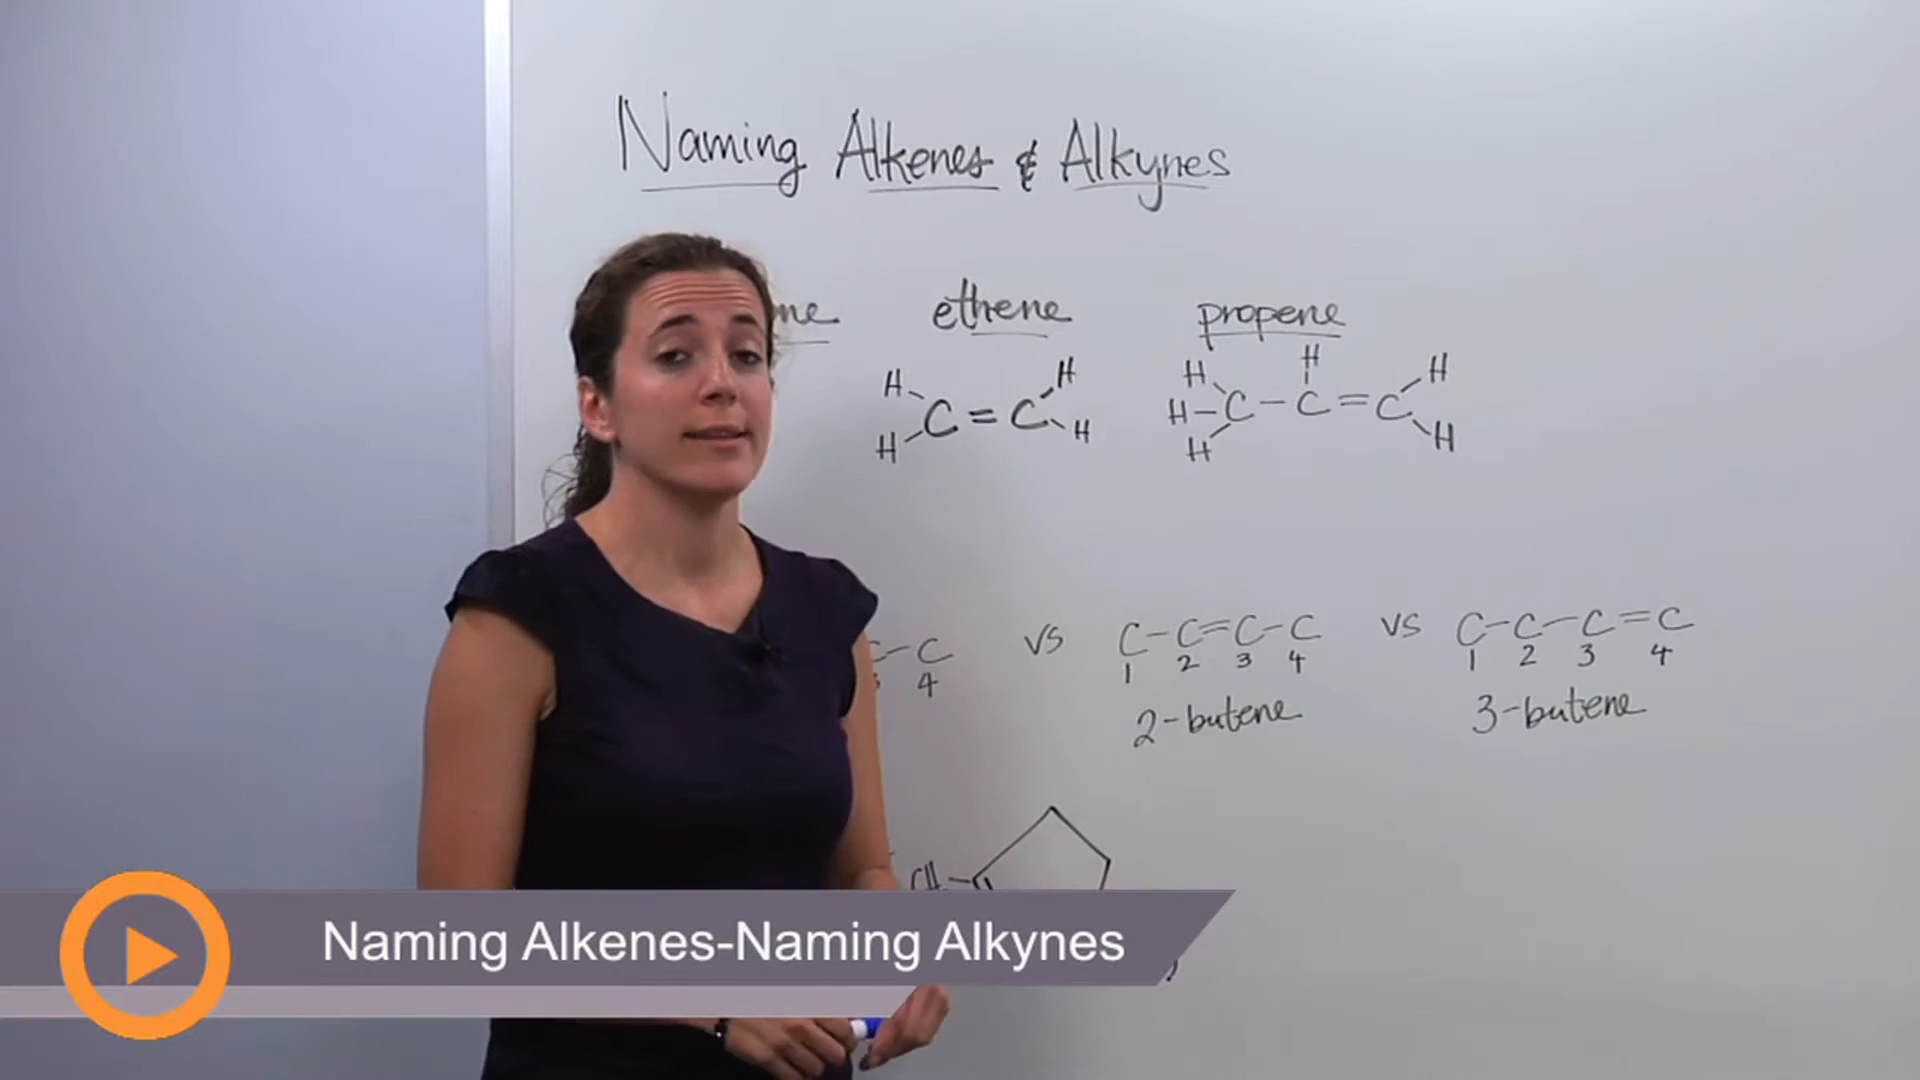 Naming Alkenes & Alkynes
ethene
propene
H H
C = C
H H
H H H
H – C – C = C
H H
C – C
4
vs
C – C = C – C
1 2 3 4
2-butene
vs
C – C – C = C
1 2 3 4
3-butene
CH
Naming Alkenes-Naming Alkynes